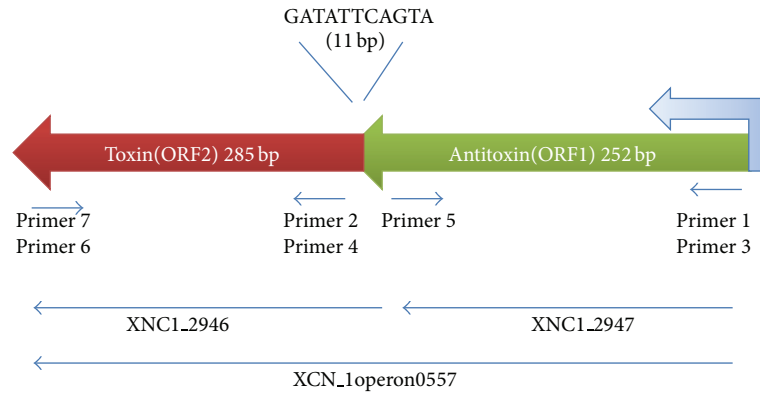 GATATTCAGTA
(11 bp)
Toxin(ORF2) 285 bp
Antitoxin(ORF1) 252 bp
Primer 7
Primer 6
Primer 2
Primer 4
Primer 5
Primer 1
Primer 3
XNC1_2946
XNC1_2947
XCN_1operon0557